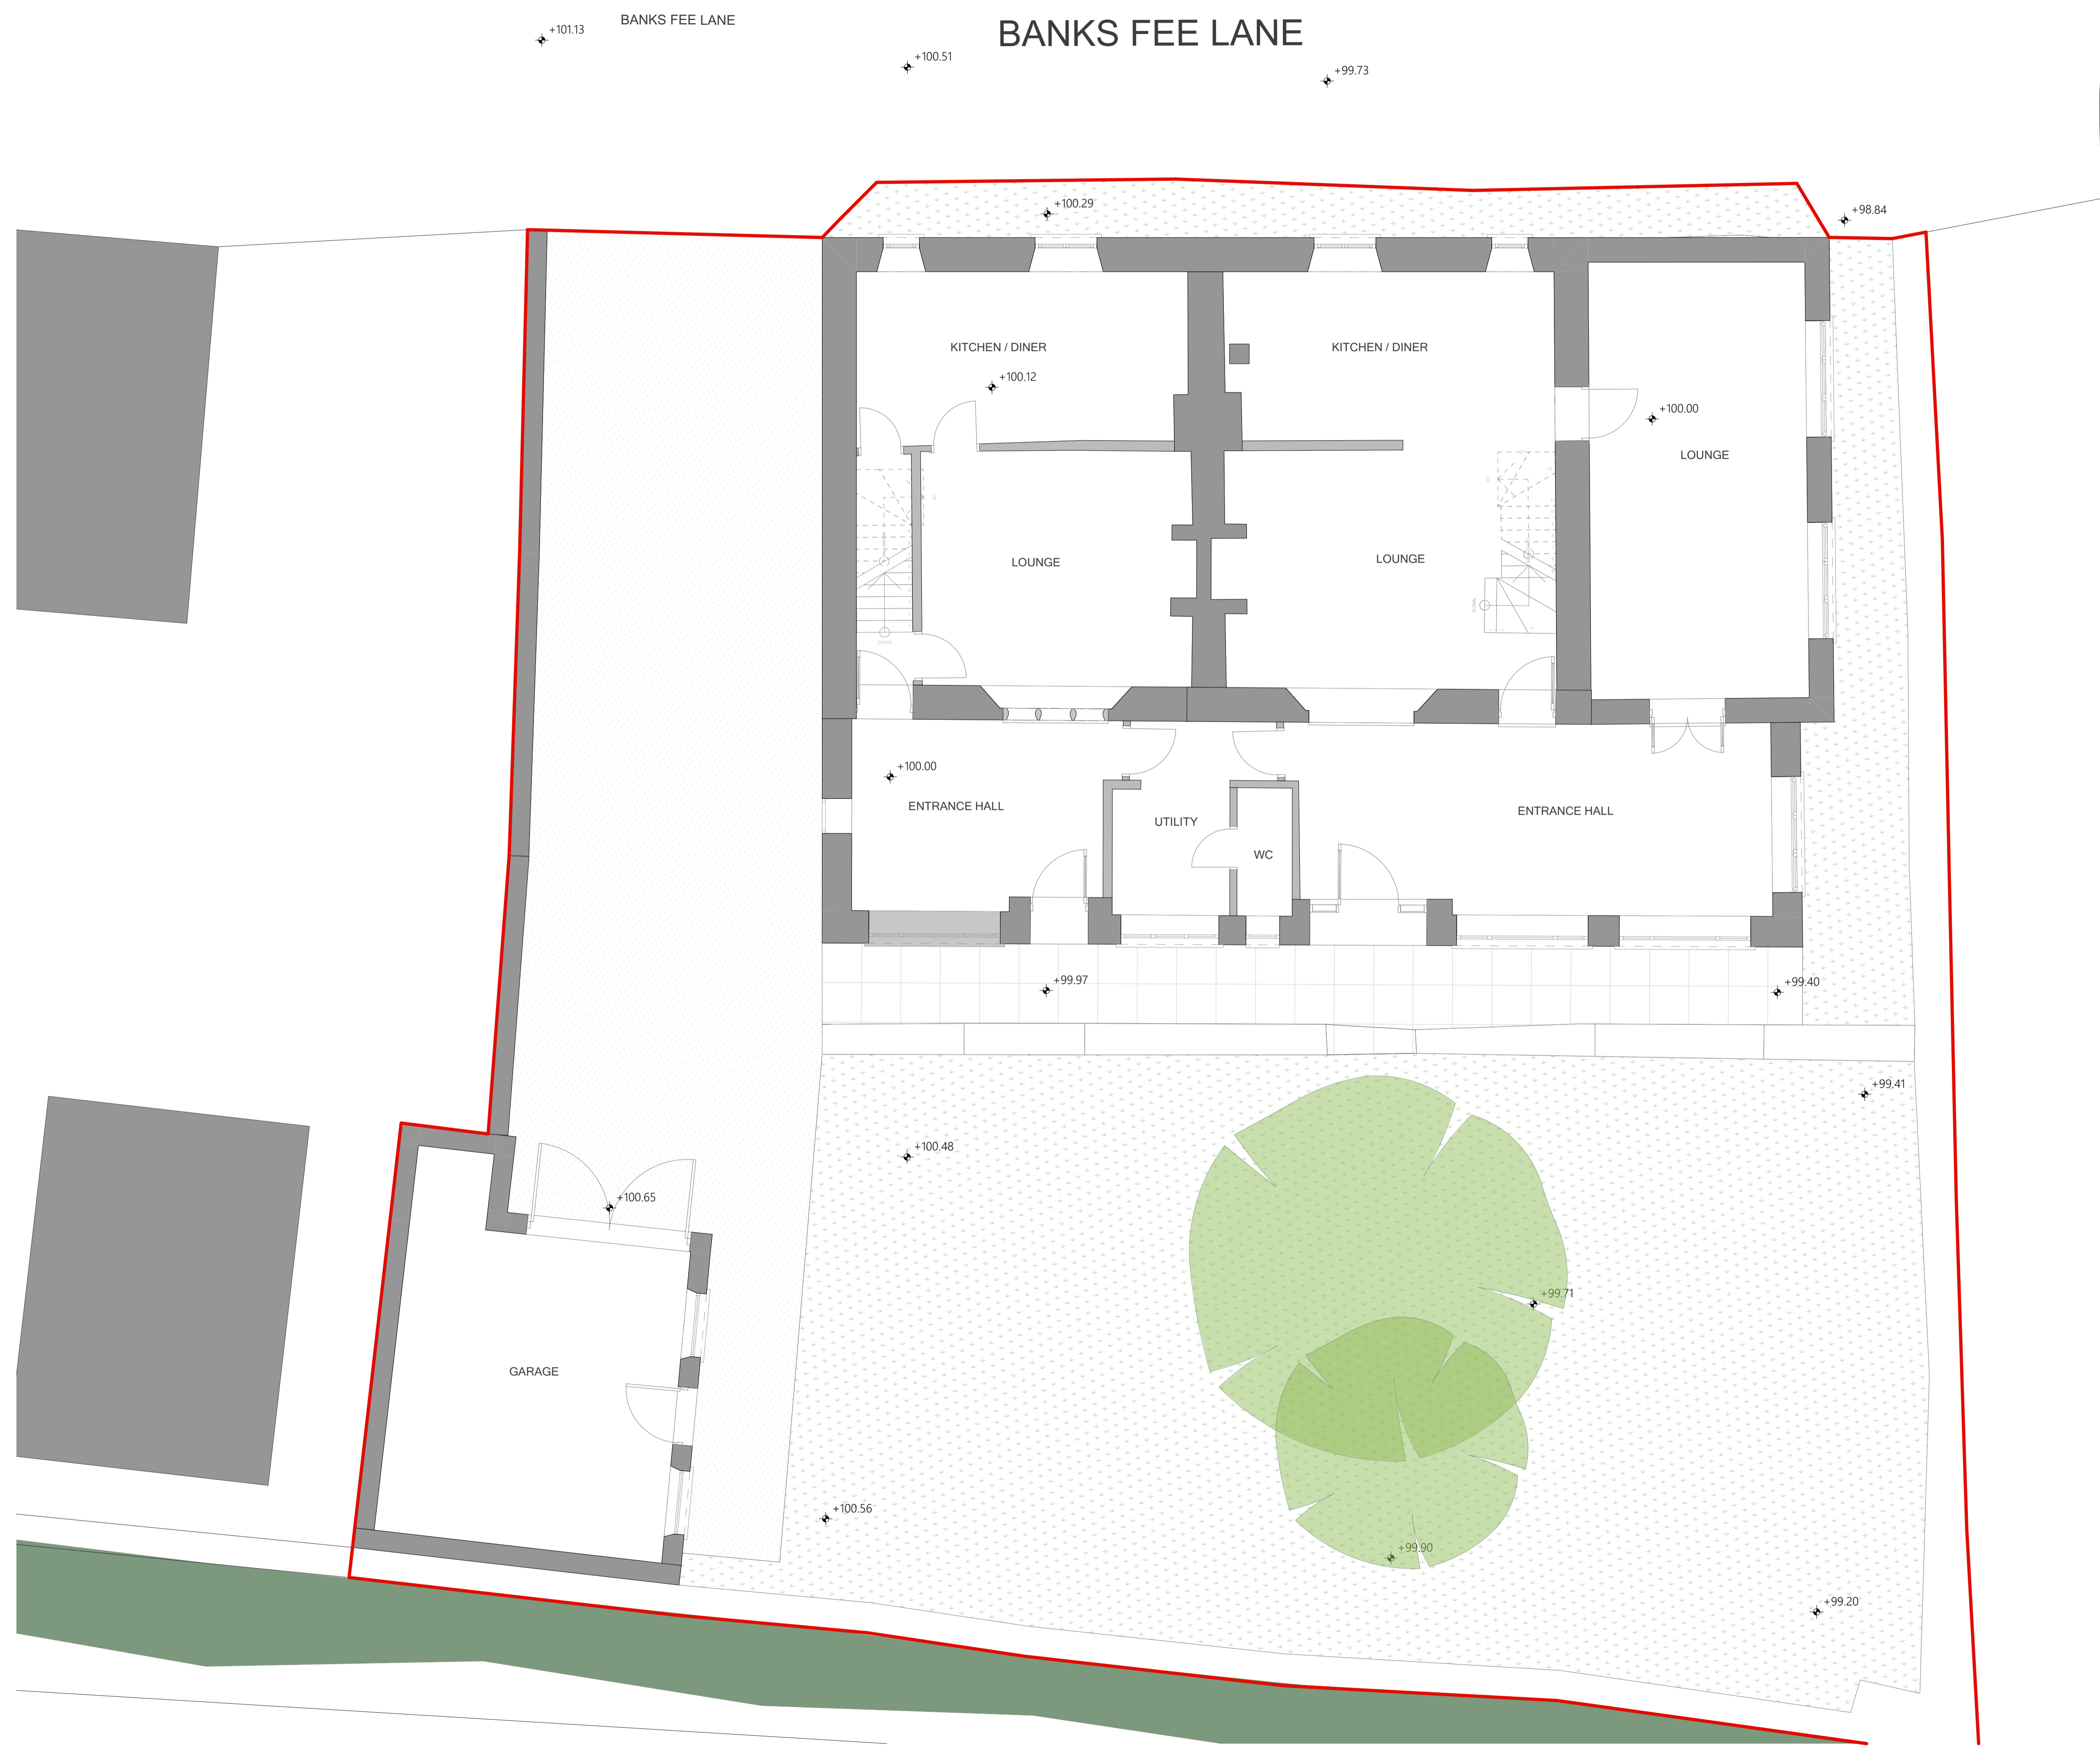 BANKS FEE LANE
BANKS FEE LANE
+101.13
+100.51
+99.73
+100.29
+98.84
KITCHEN / DINER
KITCHEN / DINER
+100.12
+100.00
LOUNGE
LOUNGE
LOUNGE
DOWN
DOWN
+100.00
ENTRANCE HALL
ENTRANCE HALL
UTILITY
WC
+99.97
+99.40
+99.41
+100.48
+100.65
+99.71
GARAGE
+100.56
+99.90
+99.20